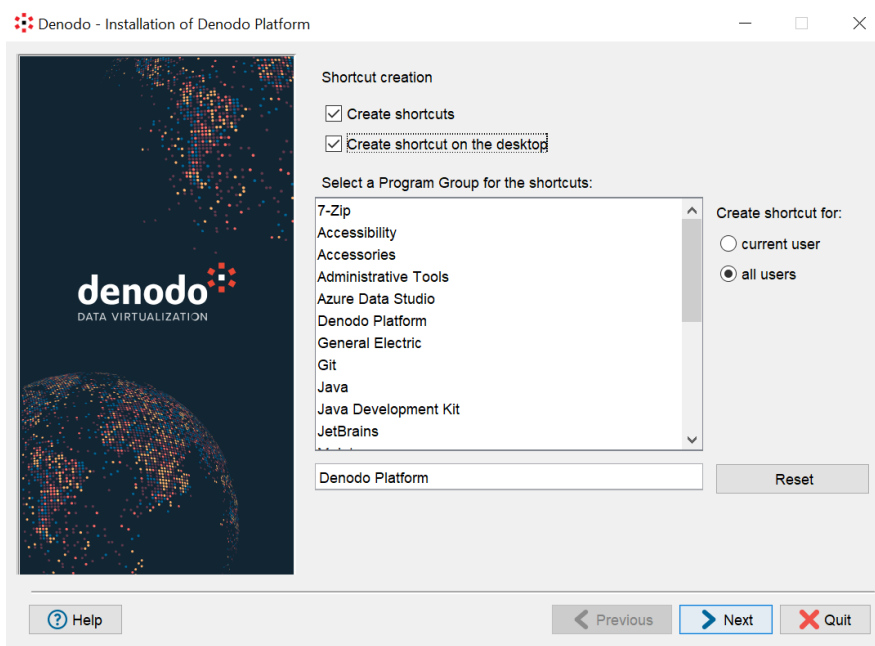 Denodo - Installation of Denodo Platform
denodo
DATA VIRTUALIZATION
Shortcut creation
Create shortcuts
Create shortcut on the desktop
Select a Program Group for the shortcuts:
7-Zip
Accessibility
Accessories
Administrative Tools
Azure Data Studio
Denodo Platform
General Electric
Git
Java
Java Development Kit
JetBrains
Denodo Platform
Create shortcut for:
current user
all users
Reset
Help
Previous
Next
Quit